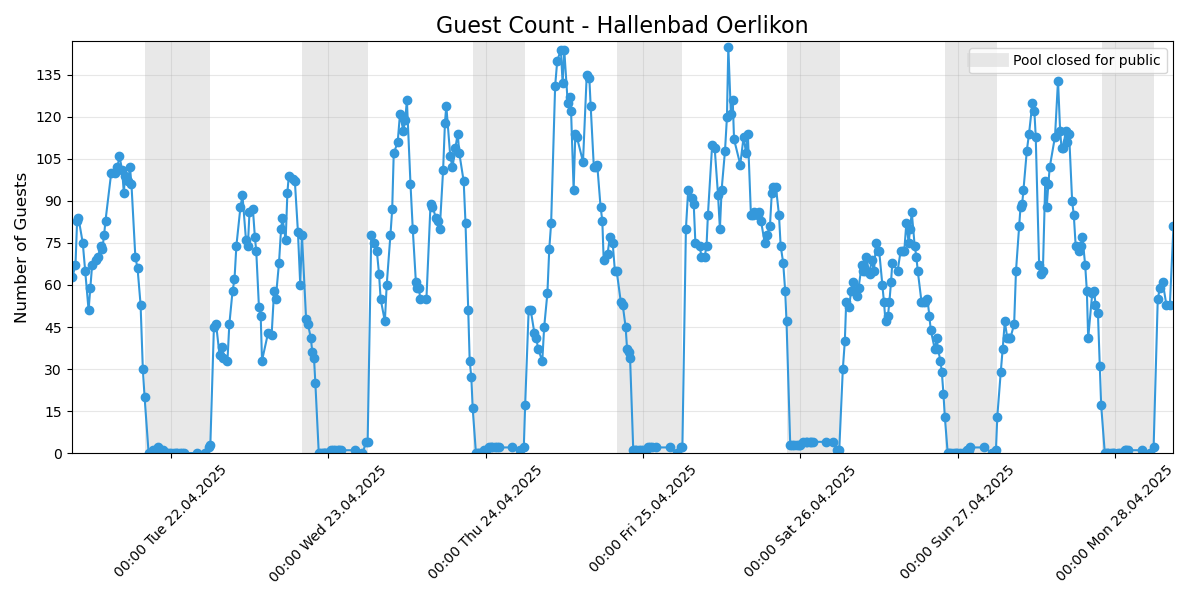 Guest Count - Hallenbad Oerlikon
Pool closed for public
Number of Guests
135
120
105
90
75
60
45
30
15
0
00:00 Tue 22.04.2025
00:00 Wed 23.04.2025
00:00 Thu 24.04.2025
00:00 Fri 25.04.2025
00:00 Sat 26.04.2025
00:00 Sun 27.04.2025
00:00 Mon 28.04.2025